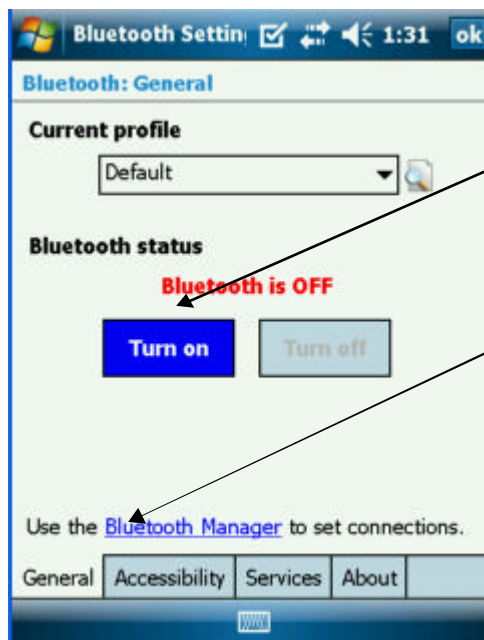 Bluetooth Settin 1:31 ok
Bluetooth: General
Current profile
Default
Bluetooth status
Bluetooth is OFF
Turn on Turn off
Use the Bluetooth Manager to set connections.
General Accessibility Services About